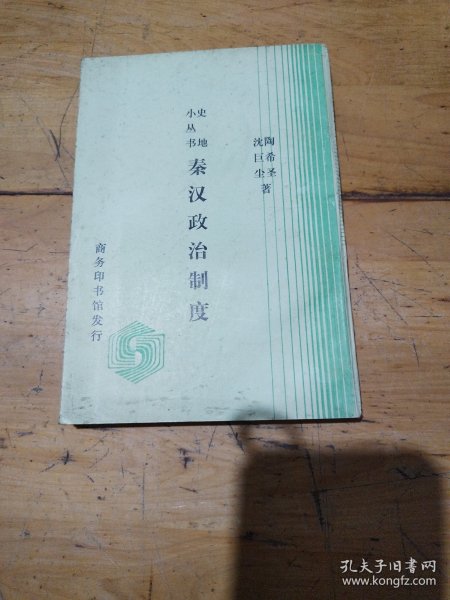 陶希圣
沈巨尘
著
史地
小丛书
秦汉政治制度
商务印书馆发行
孔夫子旧书网
www.kongfz.com